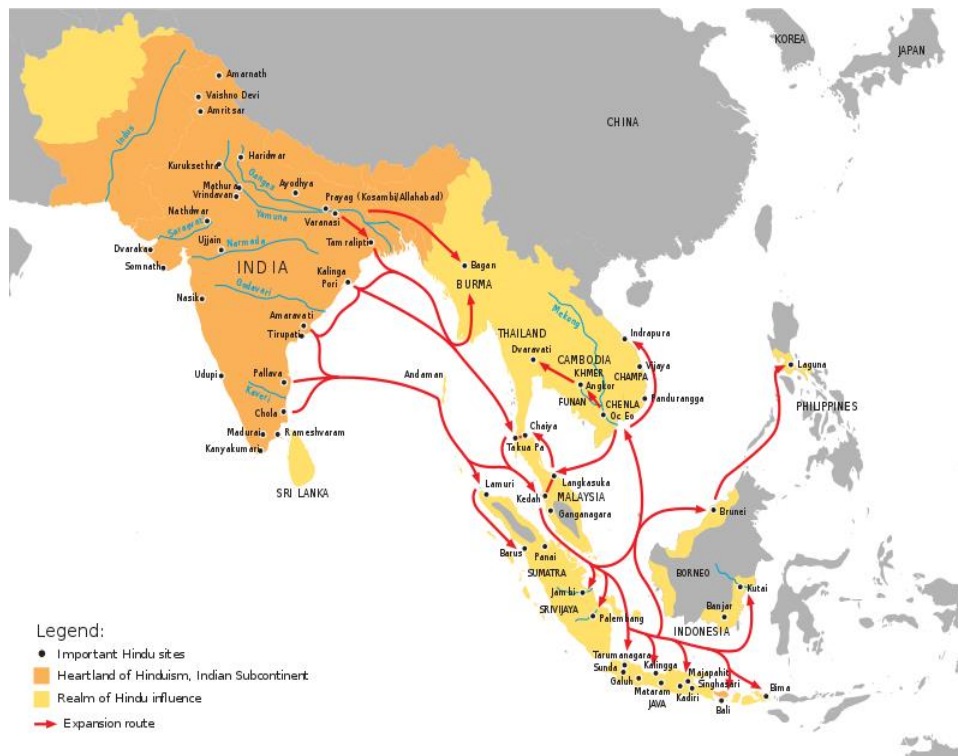 KOREA
JAPAN
CHINA
Amarnath
Vaishno Devi
Amritsar
Indus
Haridwar
Kuruksethra
Ganges
Mathura
Vrindavan
Ayodhya
Prayag (Kosambi/Allahabad)
Yamuna
Varanasi
Nathdwar
Saraswati
Ujjain
Narmada
Tamralipti
Dvaraka
Somnath
INDIA
Kalinga
Pori
Nasik
Godavari
Amaravati
Tirupati
Bagan
BURMA
Mekong
THAILAND
Dvaravati
Indrapura
CAMBODIA
KHMER
Angkor
CHAMPA
Vijaya
FUNAN
CHENLA
Oc Eo
Pandurangga
Laguna
PHILIPPINES
Udupi
Pallava
Kaveri
Chola
Madurai
Rameshvaram
Kanyakumari
SRI LANKA
Andaman
Chaiya
Takua Pa
Langkasuka
Kedah
MALAYSIA
Ganganagara
Lamuri
Barus
Panai
SUMATRA
Jambi
SRIVIJAYA
Palembang
Brunei
BORNEO
Kutai
Banjar
INDONESIA
Tarumanagara
Sunda
Galuh
Kalingga
Mataram
JAVA
Majapahit
Singhasari
Kadiri
Bali
Bima
Legend:
Important Hindu sites
Heartland of Hinduism, Indian Subcontinent
Realm of Hindu influence
Expansion route